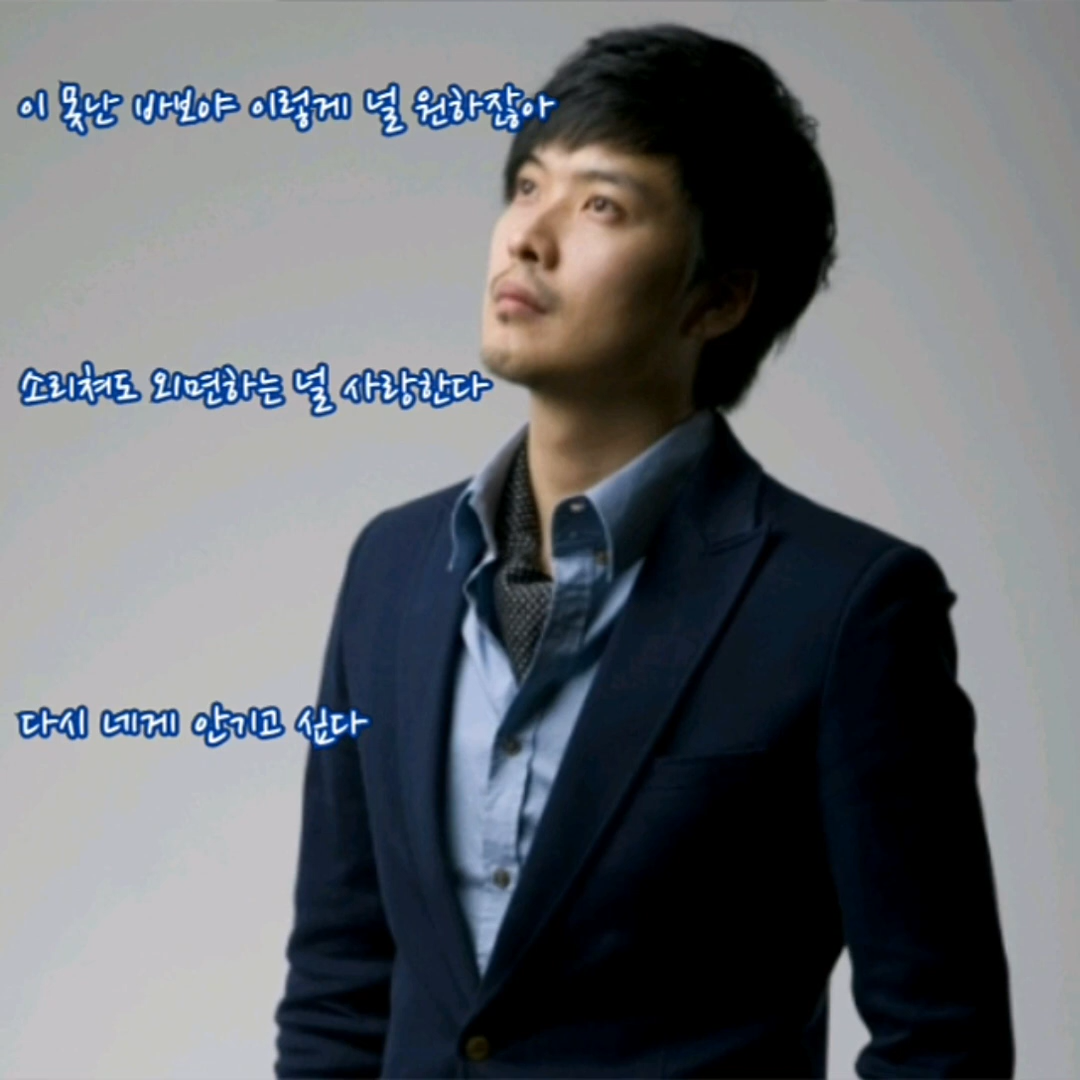 이 못난 바보야 이렇게 널 원하잖아
소리쳐도 외면하는 널 사랑한다
다시 네게 안기고 싶다